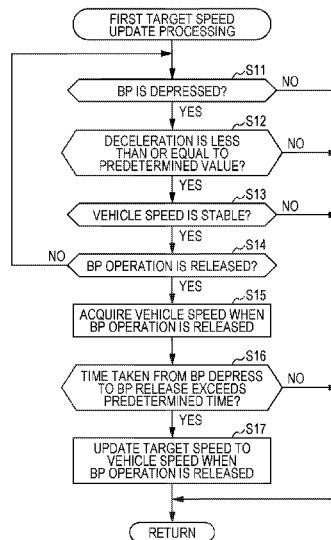 FIRST TARGET SPEED
UPDATE PROCESSING
S11
BP IS DEPRESSED?
NO
YES
S12
DECELERATION IS LESS
THAN OR EQUAL TO
PREDETERMINED VALUE?
NO
YES
S13
VEHICLE SPEED IS STABLE?
NO
YES
S14
NO
BP OPERATION IS RELEASED?
YES
S15
ACQUIRE VEHICLE SPEED WHEN
BP OPERATION IS RELEASED
S16
TIME TAKEN FROM BP DEPRESS
TO BP RELEASE EXCEEDS
PREDETERMINED TIME?
NO
YES
S17
UPDATE TARGET SPEED TO
VEHICLE SPEED WHEN
BP OPERATION IS RELEASED
RETURN